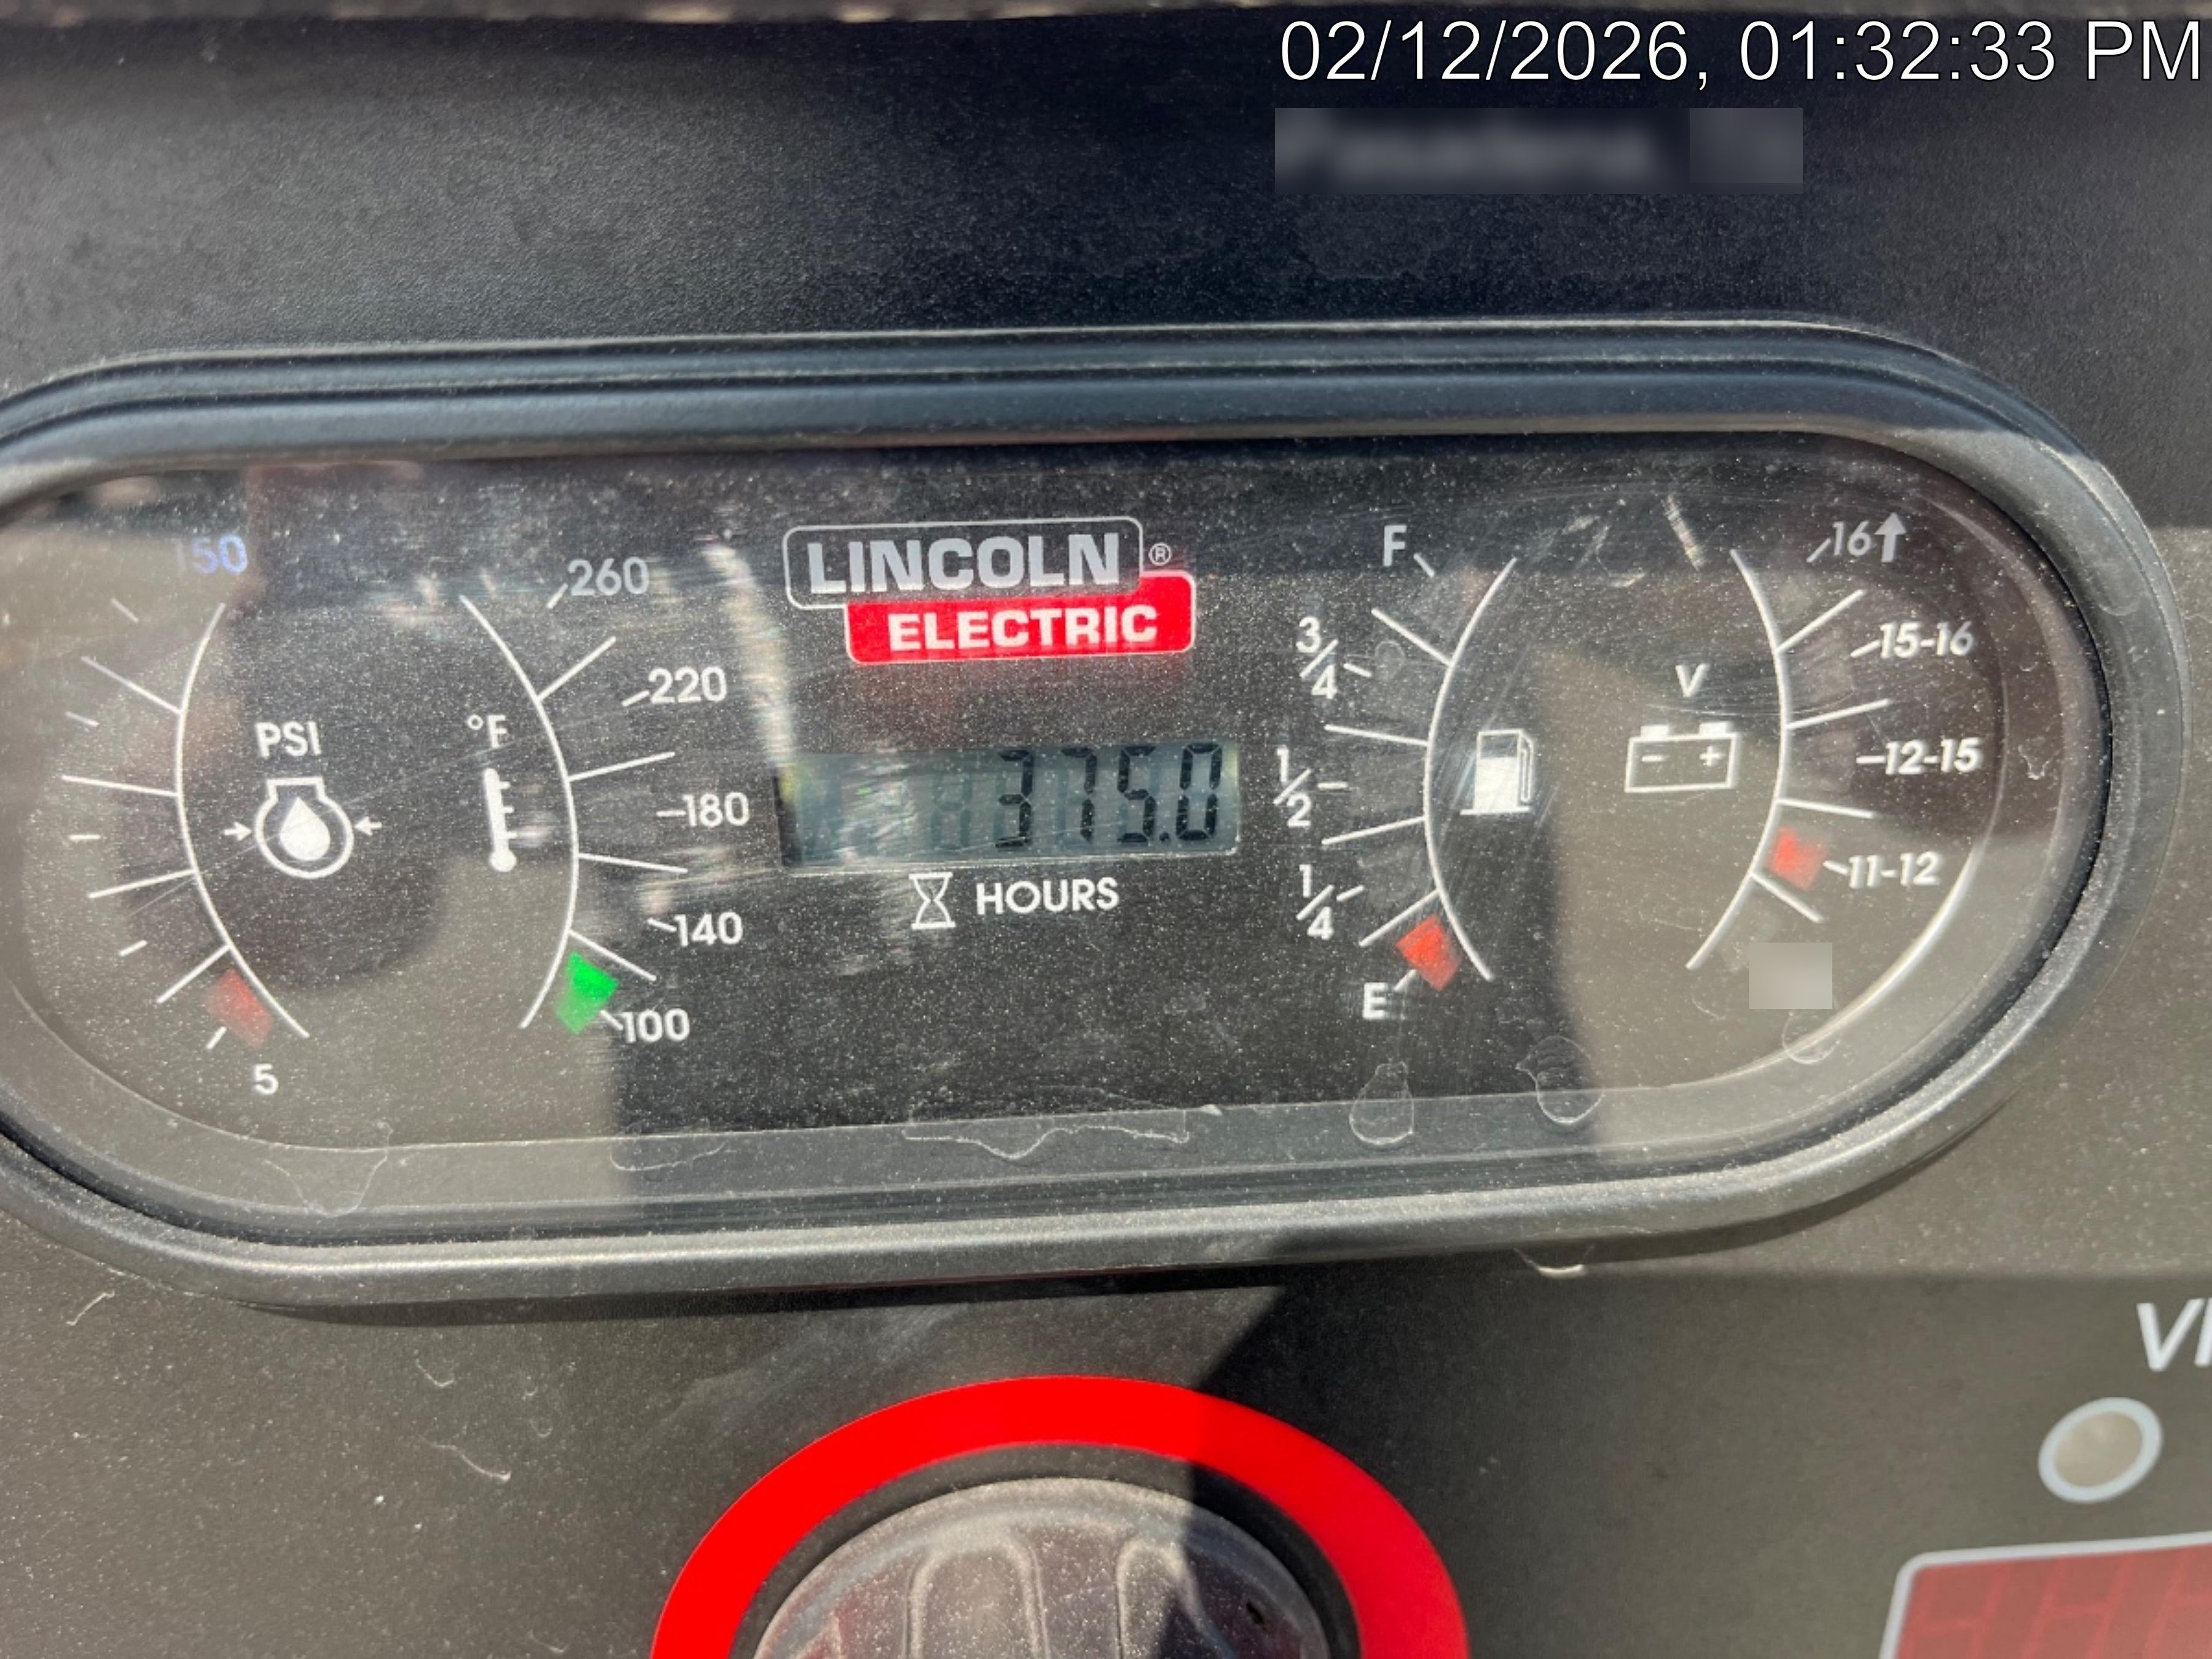 02/12/2026, 01:32:33 PM
150
PSI
5
°F
260
220
180
140
100
LINCOLN®
ELECTRIC
375.0
HOURS
F
3/4
1/2
1/4
E
V
16↑
15-16
12-15
11-12